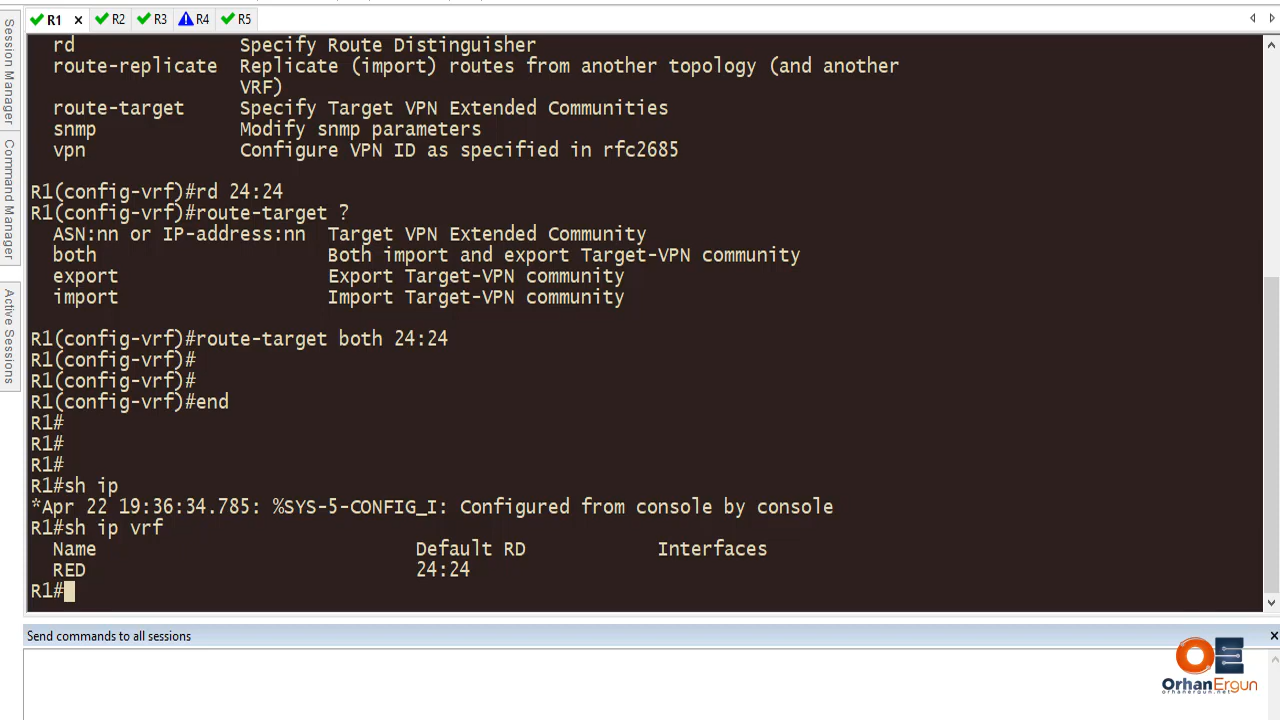 R1 × R2 R3 R4 R5
Session Manager
Command Manager
Active Sessions
rd Specify Route Distinguisher
route-replicate Replicate (import) routes from another topology (and another
VRF)
route-target Specify Target VPN Extended Communities
snmp Modify snmp parameters
vpn Configure VPN ID as specified in rfc2685
R1(config-vrf)#rd 24:24
R1(config-vrf)#route-target ?
ASN:nn or IP-address:nn Target VPN Extended Community
both Both import and export Target-VPN community
export Export Target-VPN community
import Import Target-VPN community
R1(config-vrf)#route-target both 24:24
R1(config-vrf)#
R1(config-vrf)#
R1(config-vrf)#end
R1#
R1#
R1#
R1#sh ip
*Apr 22 19:36:34.785: %SYS-5-CONFIG_I: Configured from console by console
R1#sh ip vrf
Name Default RD Interfaces
RED 24:24
R1#
Send commands to all sessions ×
OrhanErgun
orhanergun.net